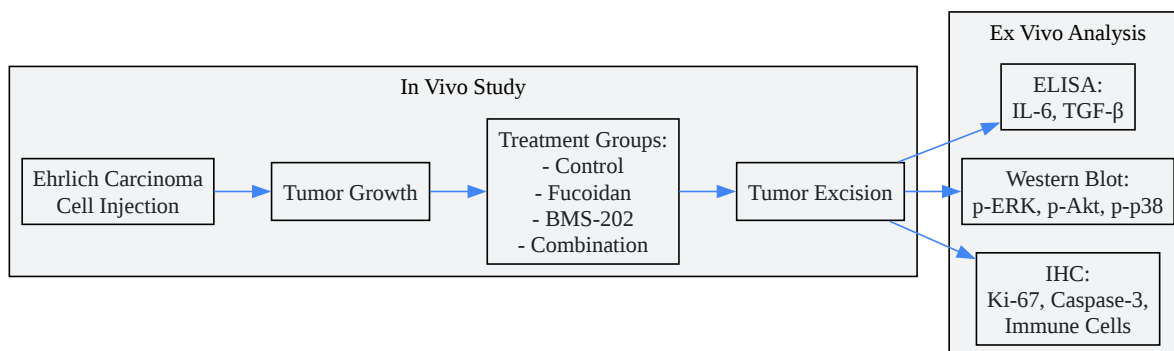 In Vivo Study
Ehrlich Carcinoma
Cell Injection
Tumor Growth
Treatment Groups:
- Control
- Fucoidan
- BMS-202
- Combination
Tumor Excision
Ex Vivo Analysis
ELISA:
IL-6, TGF-β
Western Blot:
p-ERK, p-Akt, p-p38
IHC:
Ki-67, Caspase-3,
Immune Cells